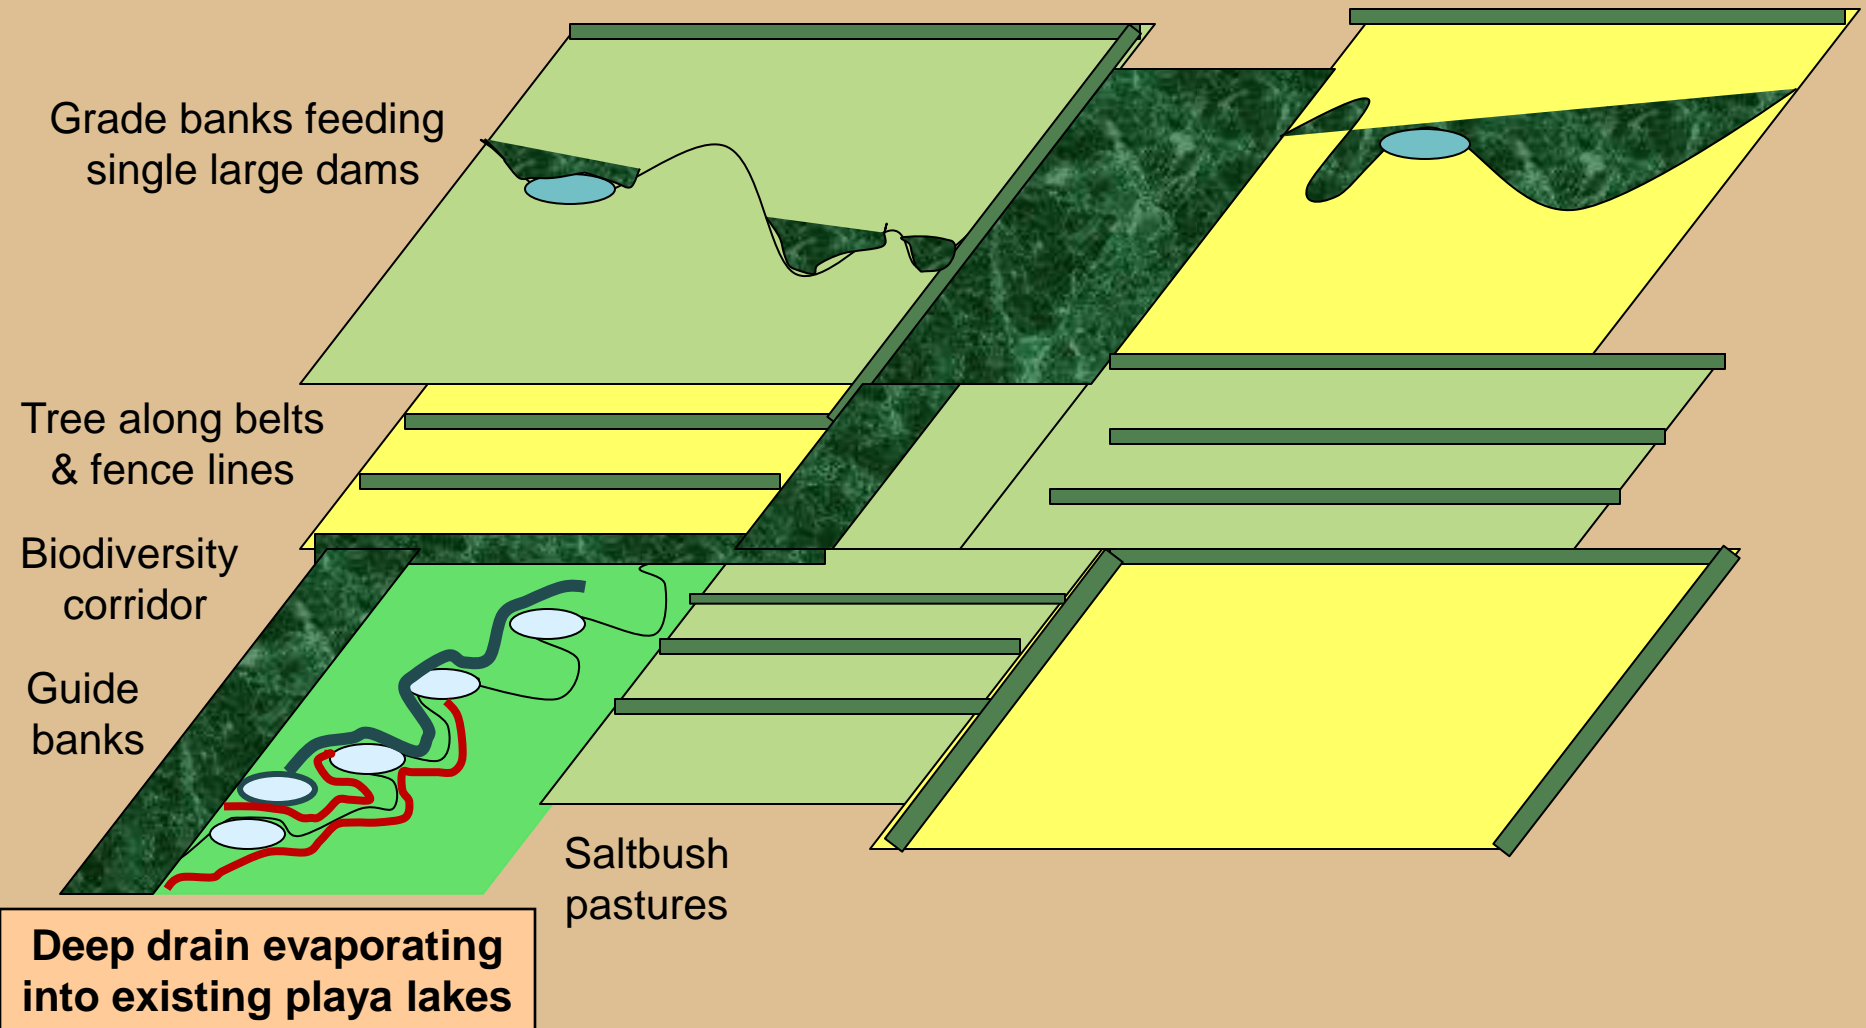 Grade banks feeding
single large dams
Tree along belts
& fence lines
Biodiversity
corridor
Guide
banks
Saltbush
pastures
Deep drain evaporating
into existing playa lakes